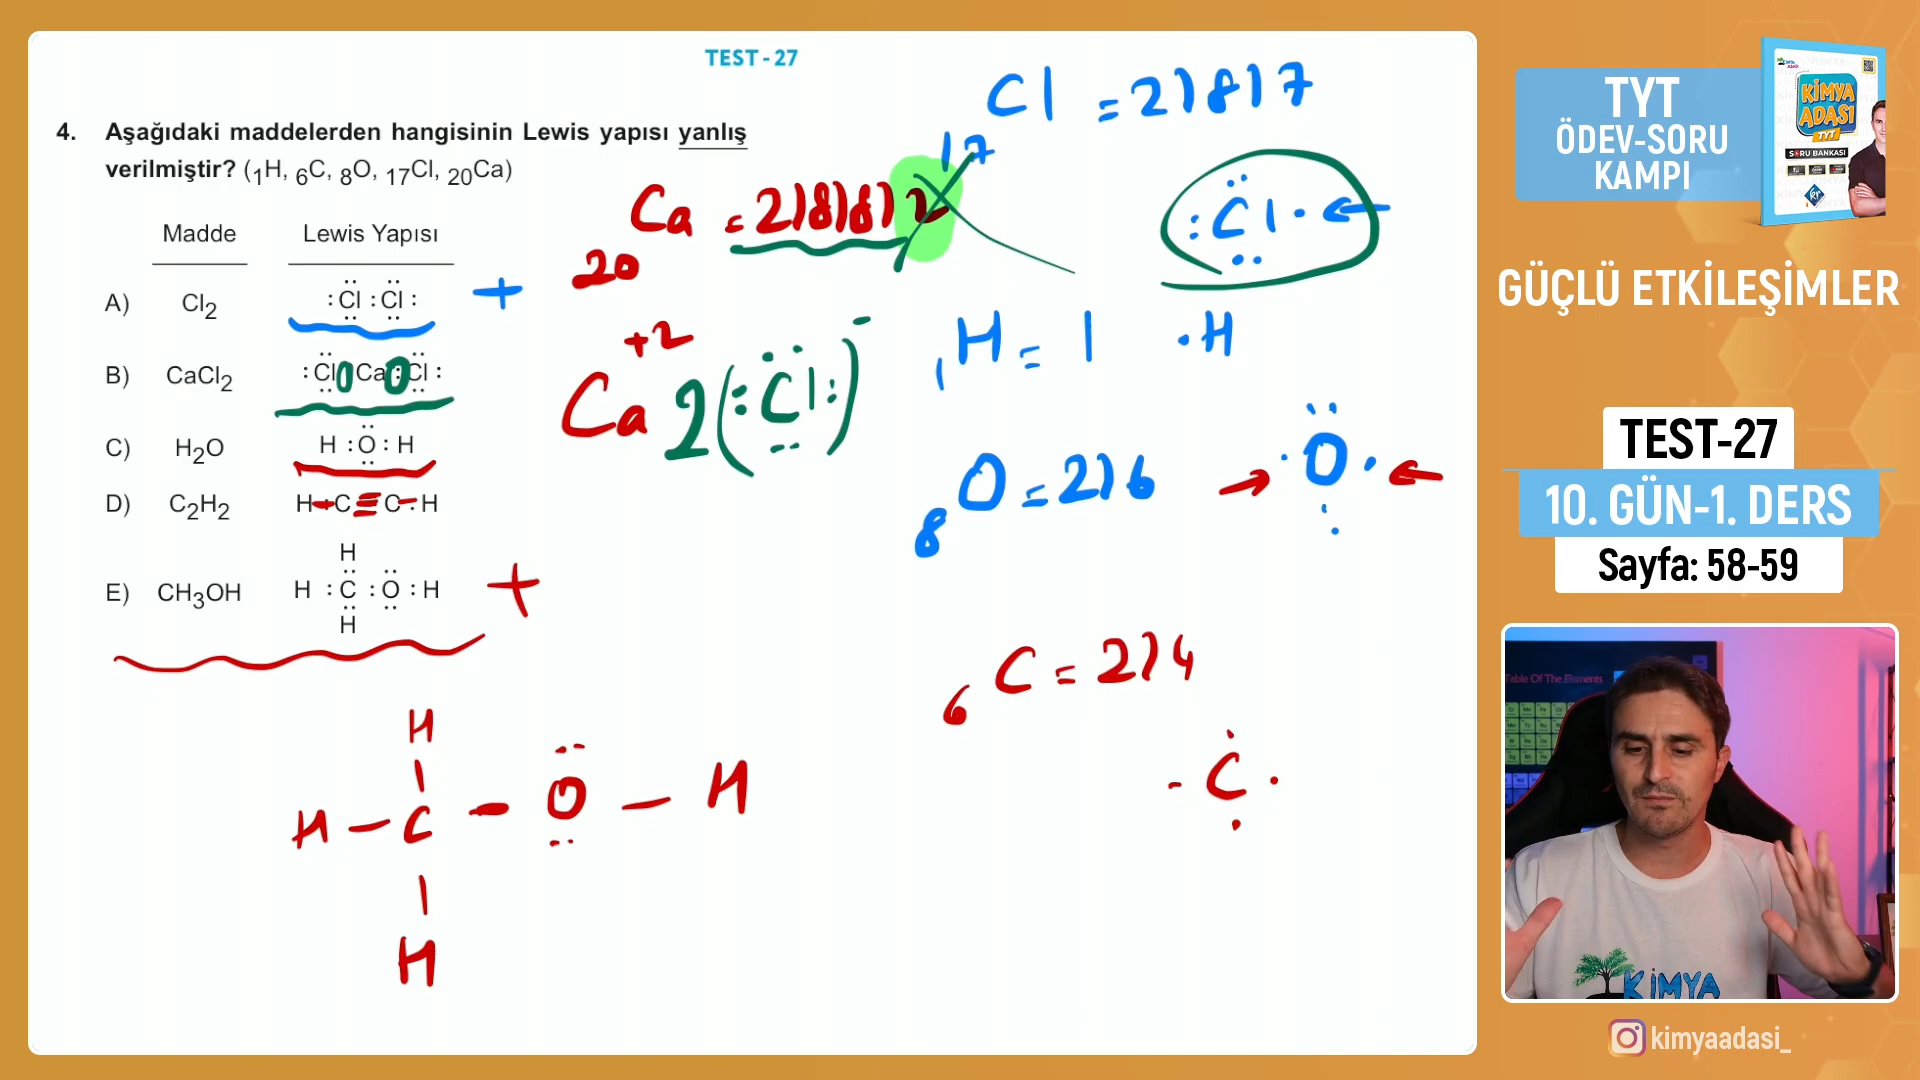 TEST - 27
4. Aşağıdaki maddelerden hangisinin Lewis yapısı yanlış
verilmiştir? (₁H, ₆C, ₈O, ₁₇Cl, ₂₀Ca)
Madde Lewis Yapısı
A) Cl₂ :Cl:Cl:
B) CaCl₂ :Cl Ca:Cl:
C) H₂O H:O:H
D) C₂H₂ H-C≡C-H
H
E) CH₃OH H:C:O:H
H
17 Cl = 2)8)7
20 Ca = 2)8)8)2
:Cl·
+2 -
Ca 2(:Cl:)
1 H = 1 ·H
8 O = 2)6 ·O·
6 C = 2)4
·C·
H
H-C-O-H
H
TYT
ÖDEV-SORU
KAMPI
KİMYA
ADASI
TYT
SORU BANKASI
GÜÇLÜ ETKİLEŞİMLER
TEST-27
10. GÜN-1. DERS
Sayfa: 58-59
Table Of The Elements
KİMYA
kimyaadasi_